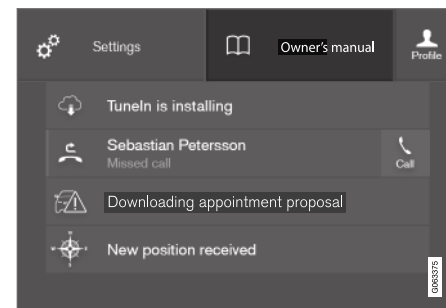 Settings
Owner's manual
Profile
TuneIn is installing
Sebastian Petersson
Missed call
Call
Downloading appointment proposal
New position received
G063375